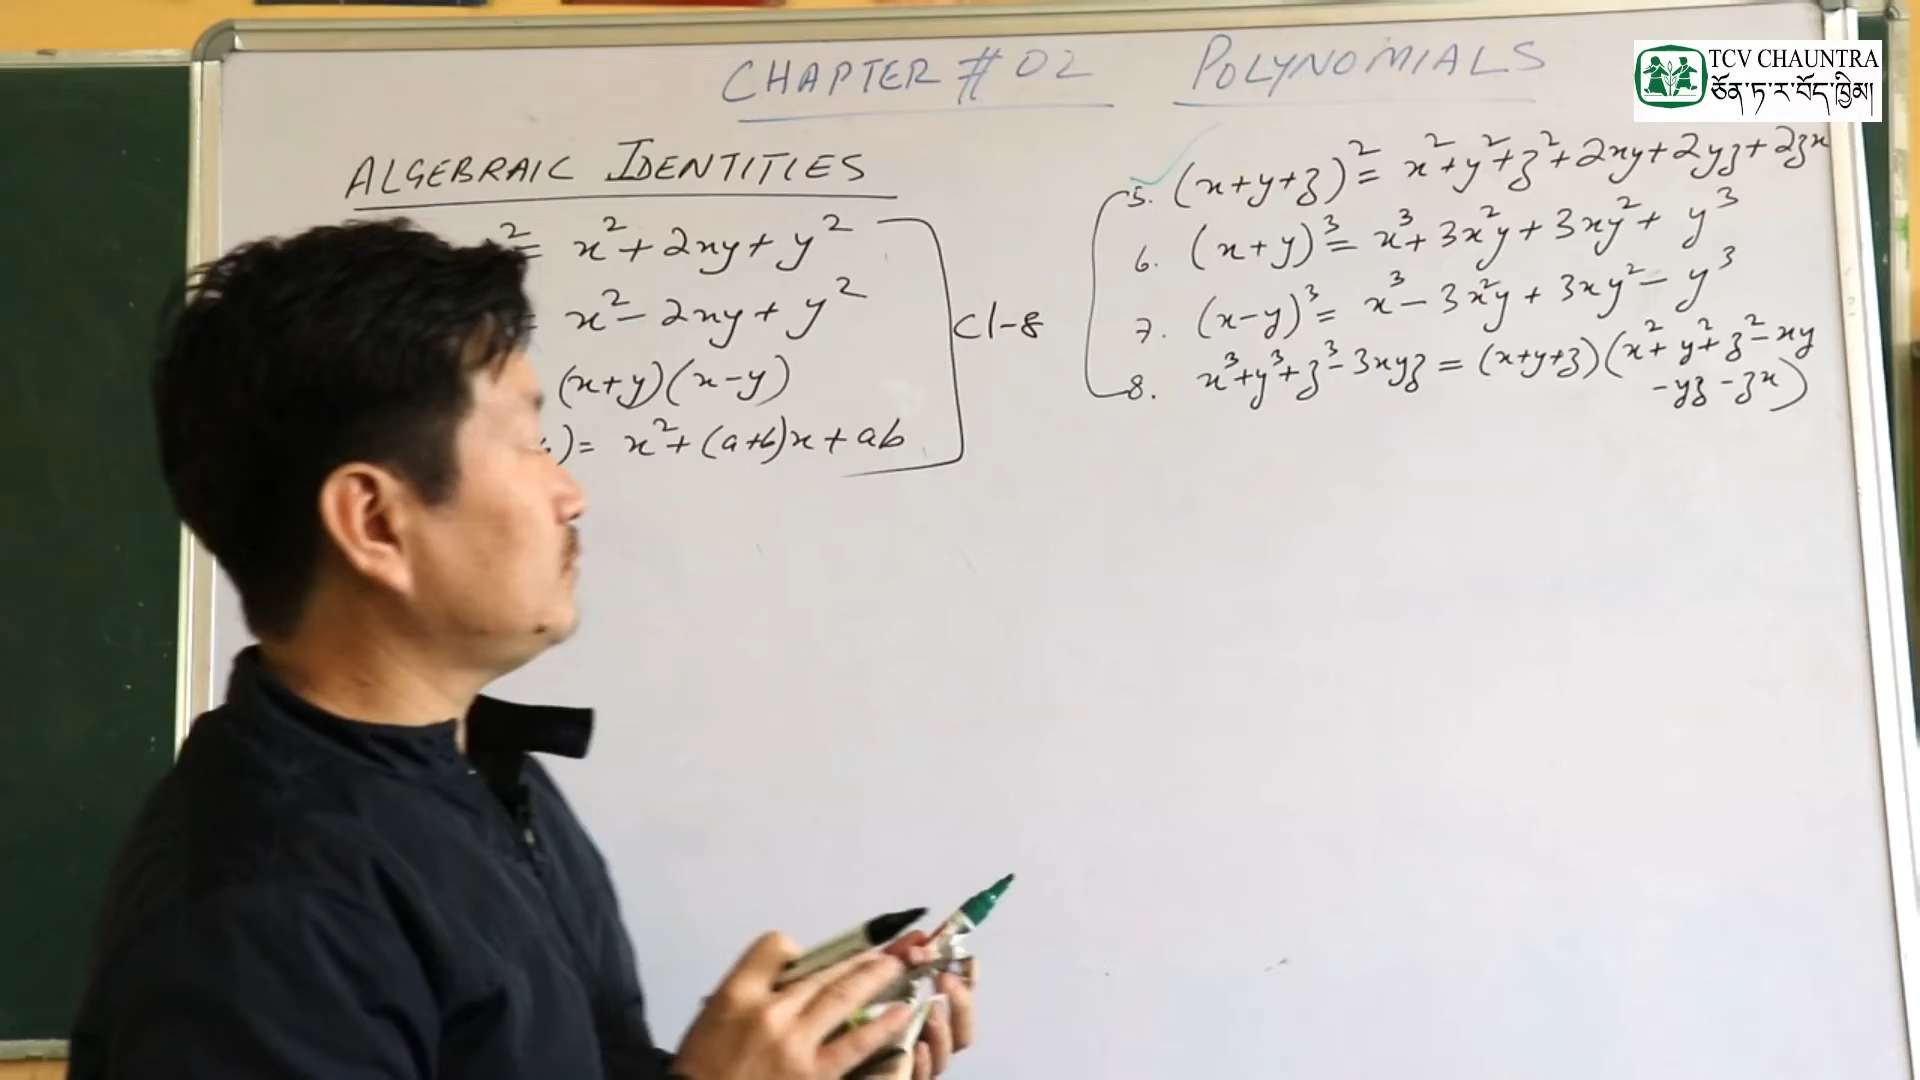 CHAPTER # 02 POLYNOMIALS
TCV CHAUNTRA
ཅོན་ཏ་ར་བོད་ཁྱིམ།
ALGEBRAIC IDENTITIES
² = x² + 2xy + y²
= x² - 2xy + y²
(x+y)(x-y)
) = x² + (a+b)x + ab
Cl-8
5. (x+y+z)² = x² + y² + z² + 2xy + 2yz + 2zx
6. (x+y)³ = x³ + 3x²y + 3xy² + y³
7. (x-y)³ = x³ - 3x²y + 3xy² - y³
8. x³+y³+z³-3xyz = (x+y+z)(x²+y²+z²-xy
-yz-zx)